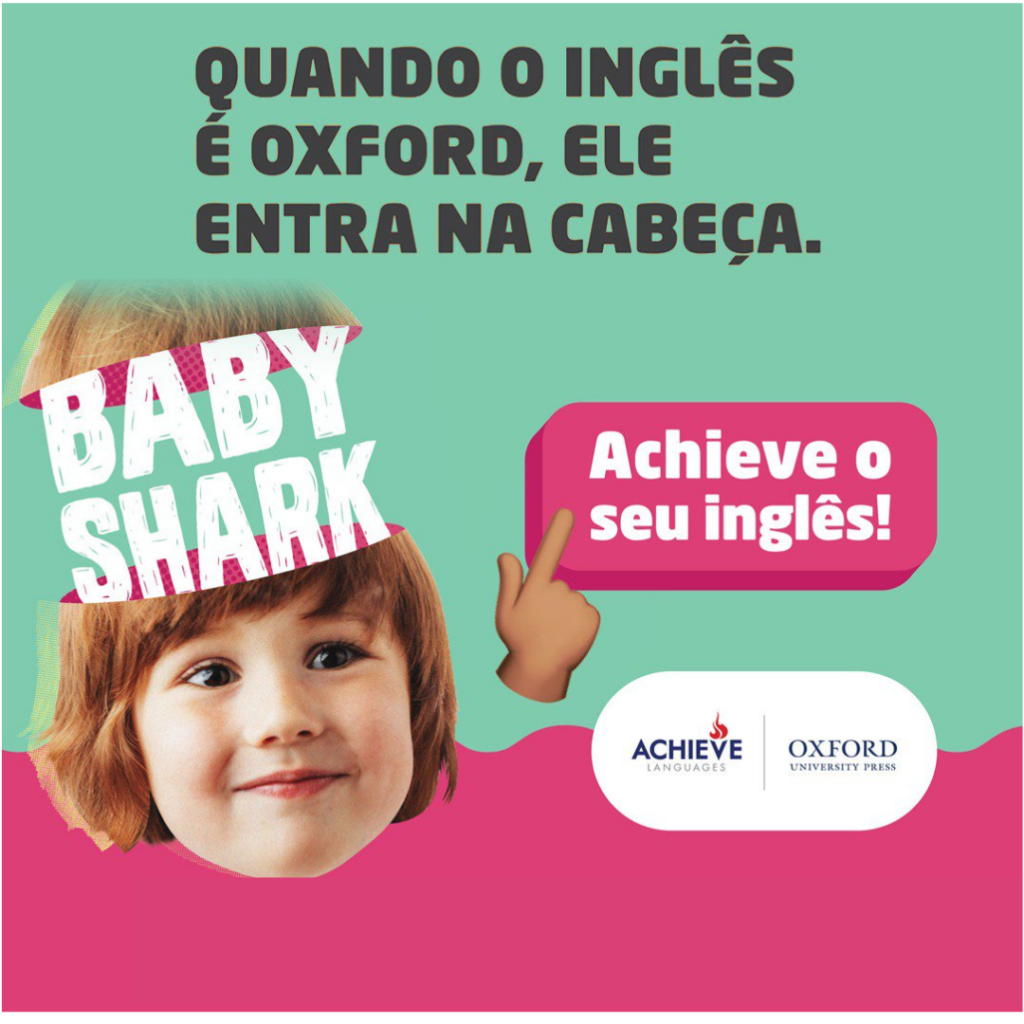 QUANDO O INGLÊS
É OXFORD, ELE
ENTRA NA CABEÇA.
BABY
SHARK
Achieve o
seu inglês!
ACHIEVE
LANGUAGES
OXFORD
UNIVERSITY PRESS